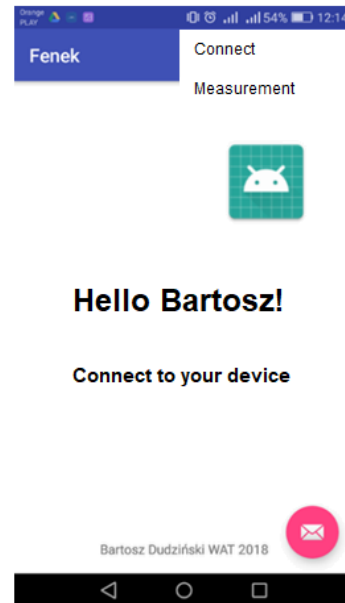 Orange
PLAY
54% 12:14
Fenek
Connect
Measurement
Hello Bartosz!
Connect to your device
Bartosz Dudziński WAT 2018